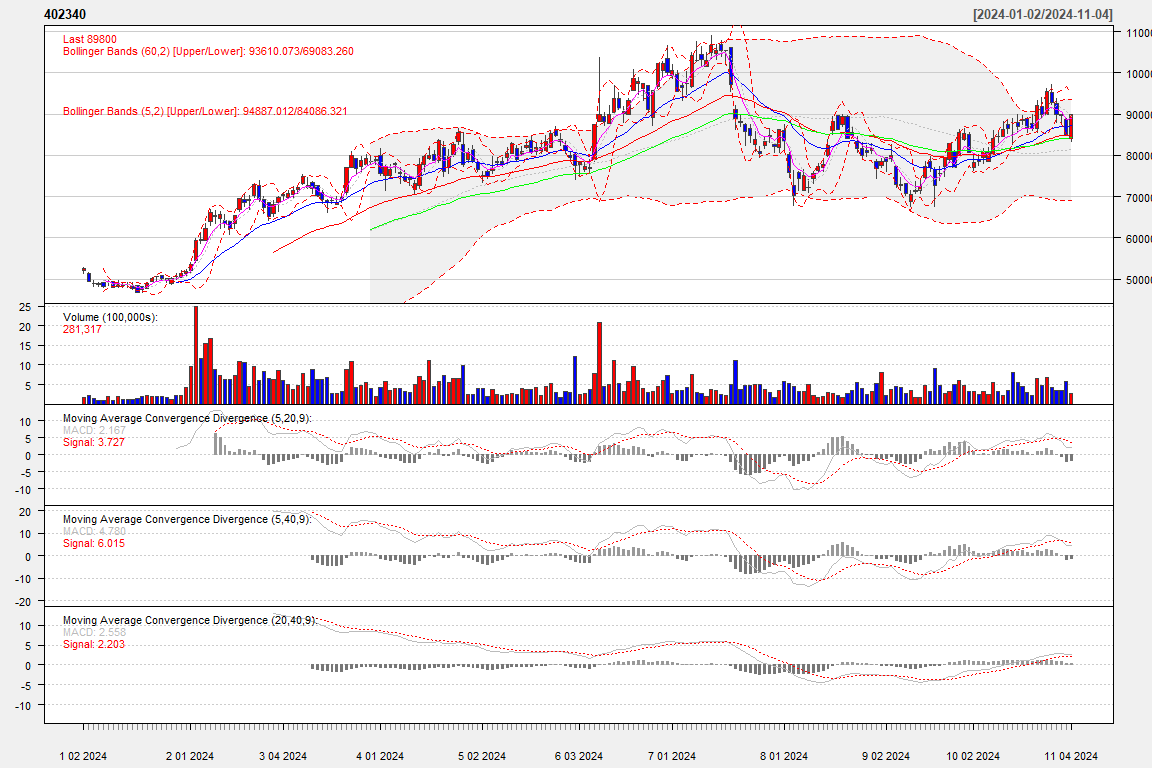 402340 [2024-01-02/2024-11-04]
Last 89800
Bollinger Bands (60,2) [Upper/Lower]: 93610.073/69083.260
Bollinger Bands (5,2) [Upper/Lower]: 94887.012/84086.321
11000
10000
90000
80000
70000
60000
50000
Volume (100,000s):
281,317
25
20
15
10
5
Moving Average Convergence Divergence (5,20,9):
MACD: 2.167
Signal: 3.727
10
5
0
-5
-10
Moving Average Convergence Divergence (5,40,9):
MACD: 4.780
Signal: 6.015
20
10
0
-10
-20
Moving Average Convergence Divergence (20,40,9):
MACD: 2.558
Signal: 2.203
10
5
0
-5
-10
1 02 2024 2 01 2024 3 04 2024 4 01 2024 5 02 2024 6 03 2024 7 01 2024 8 01 2024 9 02 2024 10 02 2024 11 04 2024